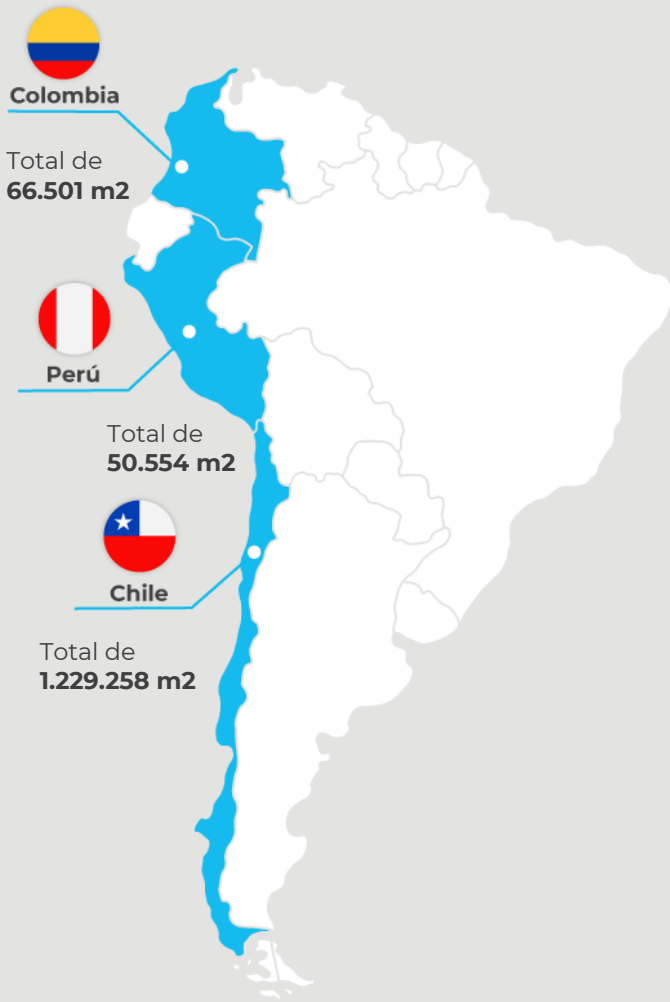 Colombia
Total de
66.501 m2
Perú
Total de
50.554 m2
Chile
Total de
1.229.258 m2